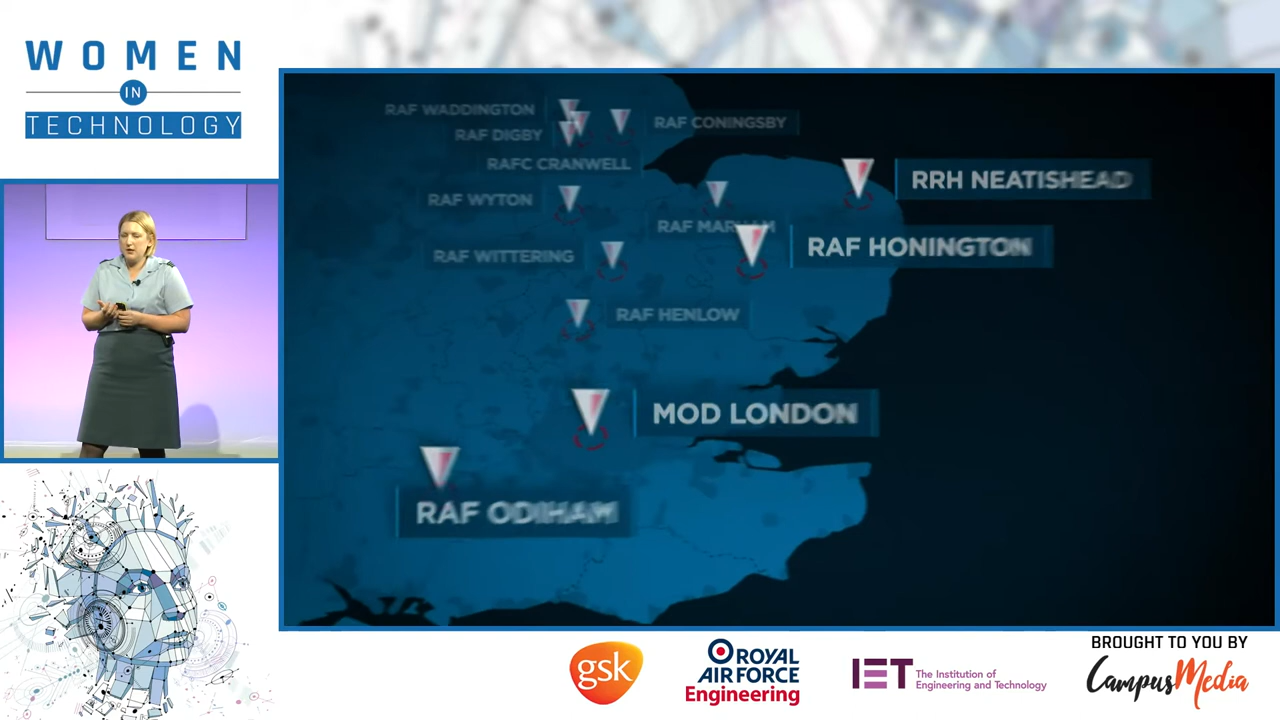 WOMEN
IN
TECHNOLOGY
RAF WADDINGTON
RAF DIGBY
RAF CONINGSBY
RAFC CRANWELL
RAF WYTON
RRH NEATISHEAD
RAF MARHAM
RAF HONINGTON
RAF WITTERING
RAF HENLOW
MOD LONDON
RAF ODIHAM
gsk
ROYAL
AIR FORCE
Engineering
IET
The Institution of
Engineering and Technology
BROUGHT TO YOU BY
CampusMedia